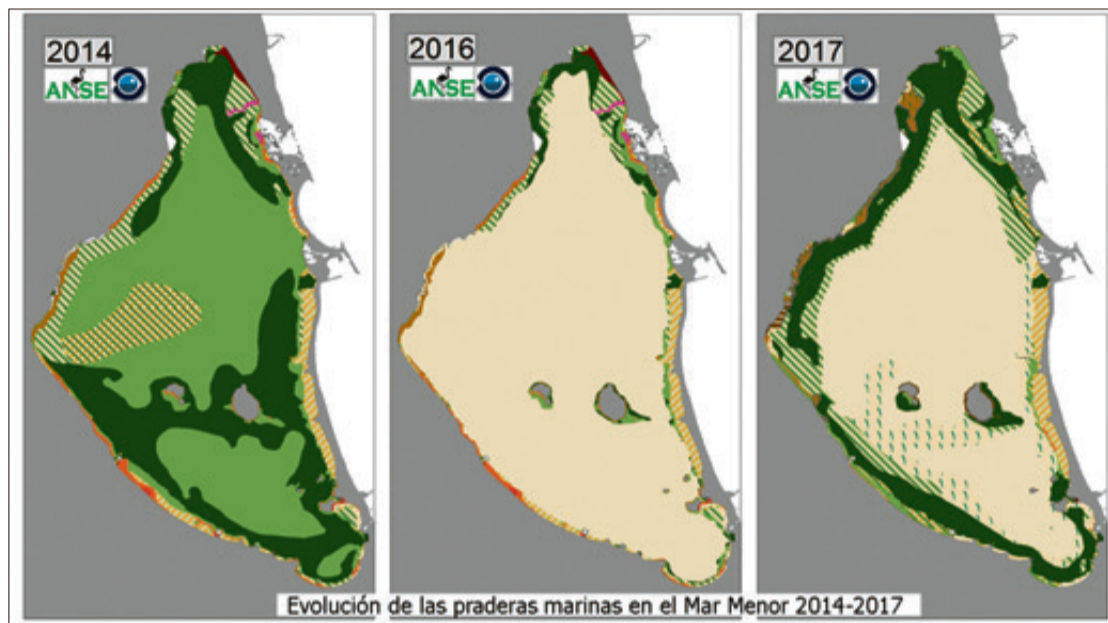 2014
ANSE
2016
ANSE
2017
ANSE
Evolución de las praderas marinas en el Mar Menor 2014-2017